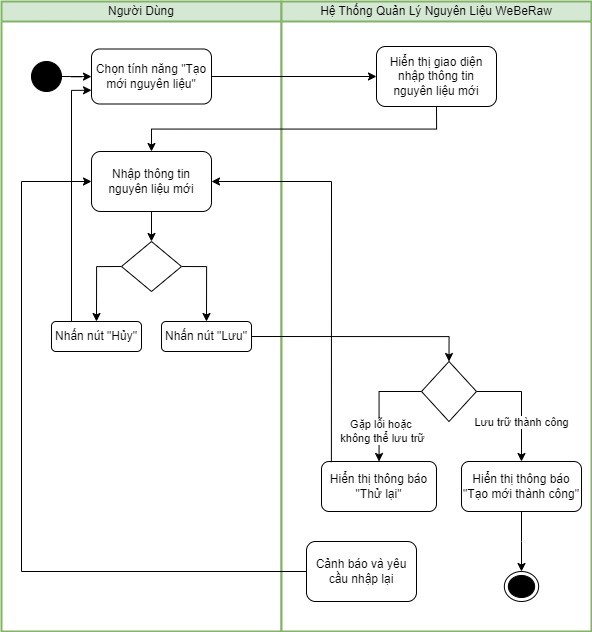 Người Dùng
Hệ Thống Quản Lý Nguyên Liệu WeBeRaw
Chọn tính năng "Tạo
mới nguyên liệu"
Hiển thị giao diện
nhập thông tin
nguyên liệu mới
Nhập thông tin
nguyên liệu mới
Nhấn nút "Hủy"
Nhấn nút "Lưu"
Gặp lỗi hoặc
không thể lưu trữ
Lưu trữ thành công
Hiển thị thông báo
"Thử lại"
Hiển thị thông báo
"Tạo mới thành công"
Cảnh báo và yêu
cầu nhập lại